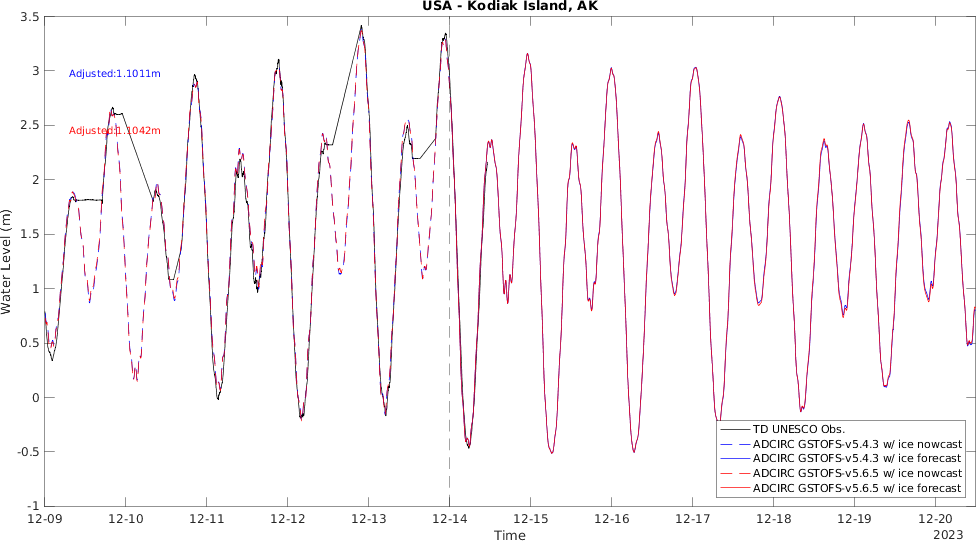 USA - Kodiak Island, AK
3.5
3
2.5
2
1.5
1
0.5
0
-0.5
-1
Water Level (m)
Adjusted:1.1011m
Adjusted:1.1042m
TD UNESCO Obs.
ADCIRC GSTOFS-v5.4.3 w/ ice nowcast
ADCIRC GSTOFS-v5.4.3 w/ ice forecast
ADCIRC GSTOFS-v5.6.5 w/ ice nowcast
ADCIRC GSTOFS-v5.6.5 w/ ice forecast
12-09 12-10 12-11 12-12 12-13 12-14 12-15 12-16 12-17 12-18 12-19 12-20
2023
Time